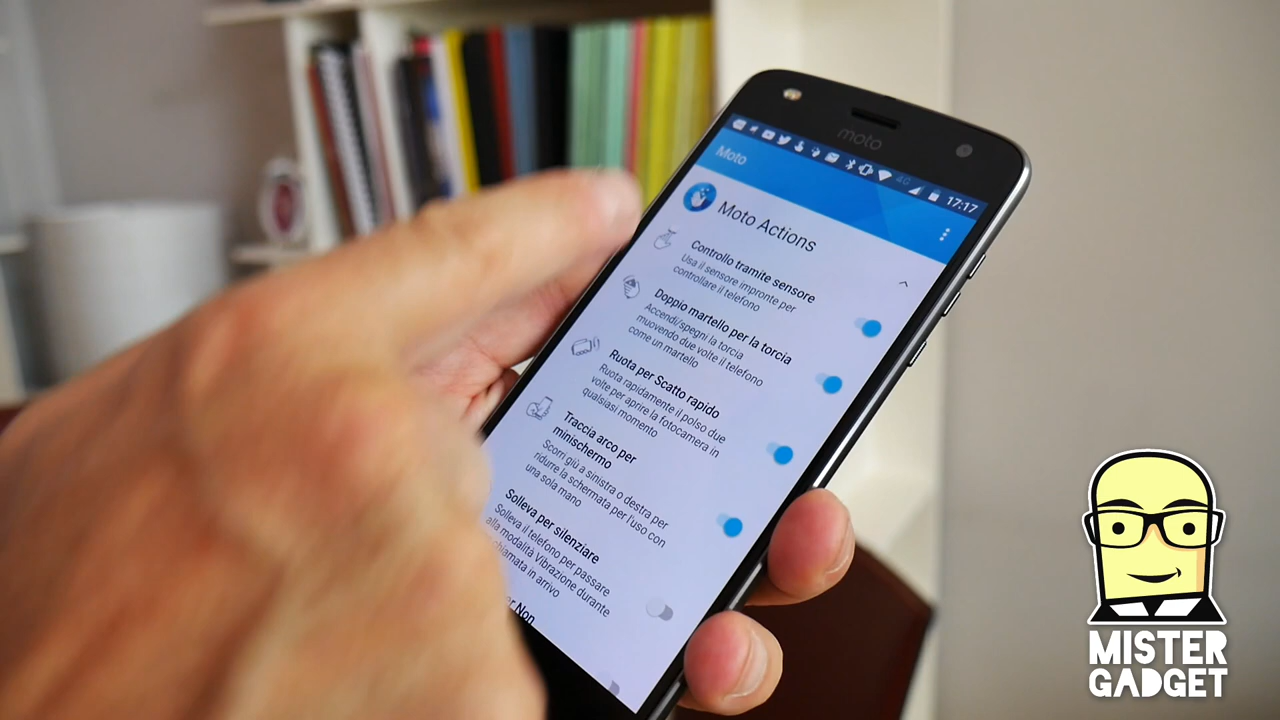 moto
4G
17:17
Moto
Moto Actions
Controllo tramite sensore
Usa il sensore impronte per
controllare il telefono
Doppio martello per la torcia
Accendi/spegni la torcia
muovendo due volte il telefono
come un martello
Ruota per Scatto rapido
Ruota rapidamente il polso due
volte per aprire la fotocamera in
qualsiasi momento
Traccia arco per
minischermo
Scorri giù a sinistra o destra per
ridurre la schermata per l'uso con
una sola mano
Solleva per silenziare
Solleva il telefono per passare
alla modalità Vibrazione durante
in arrivo
Non
MISTER
GADGET